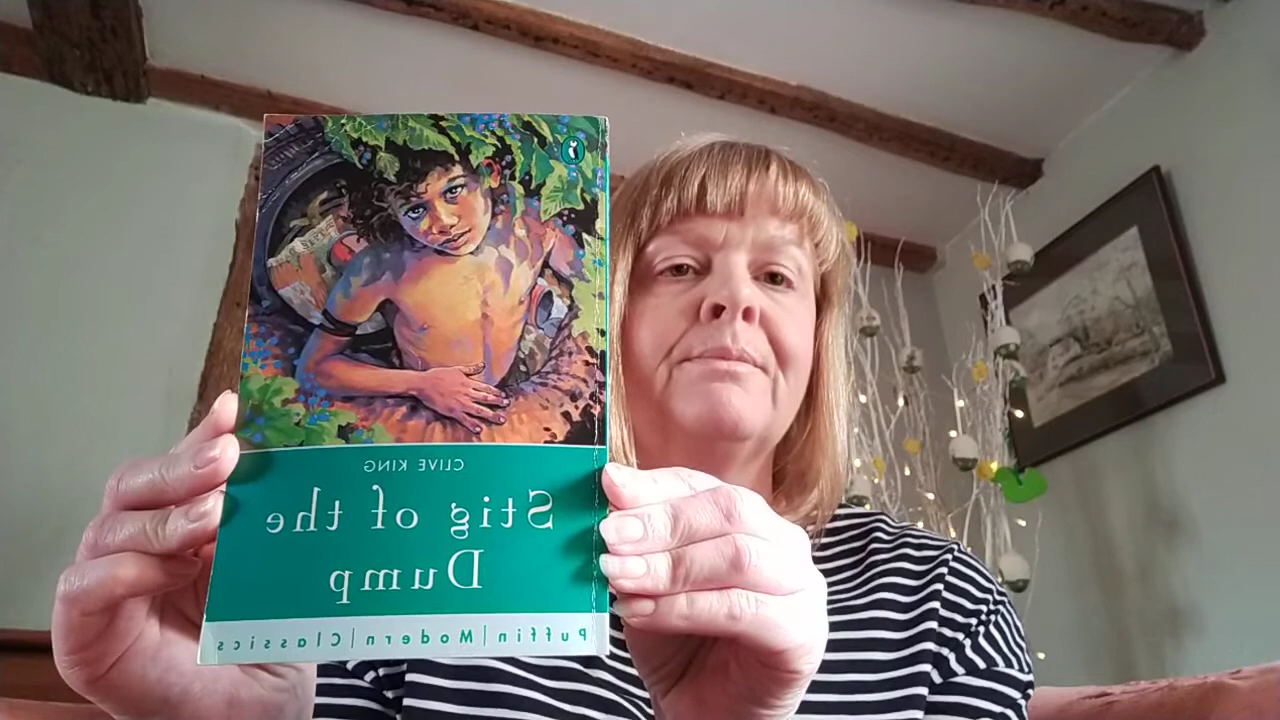 CLIVE KING
Stig of the
Dump
Puffin | Modern | Classics